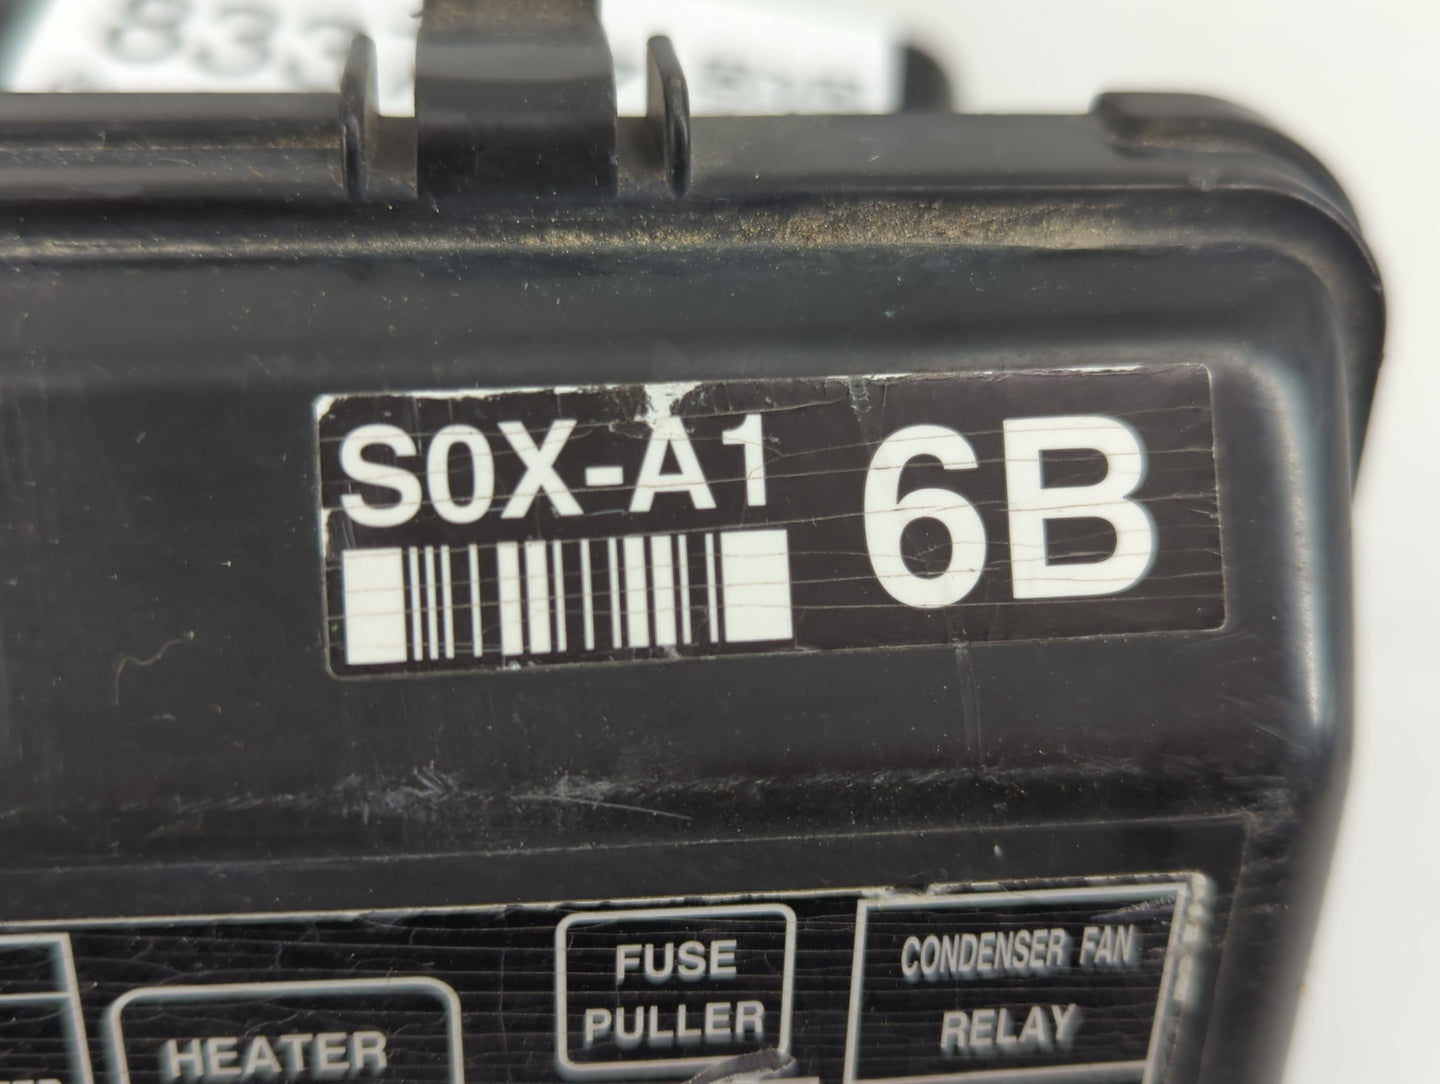 S0X-A1 6B
FUSE
PULLER
CONDENSER FAN
RELAY
HEATER